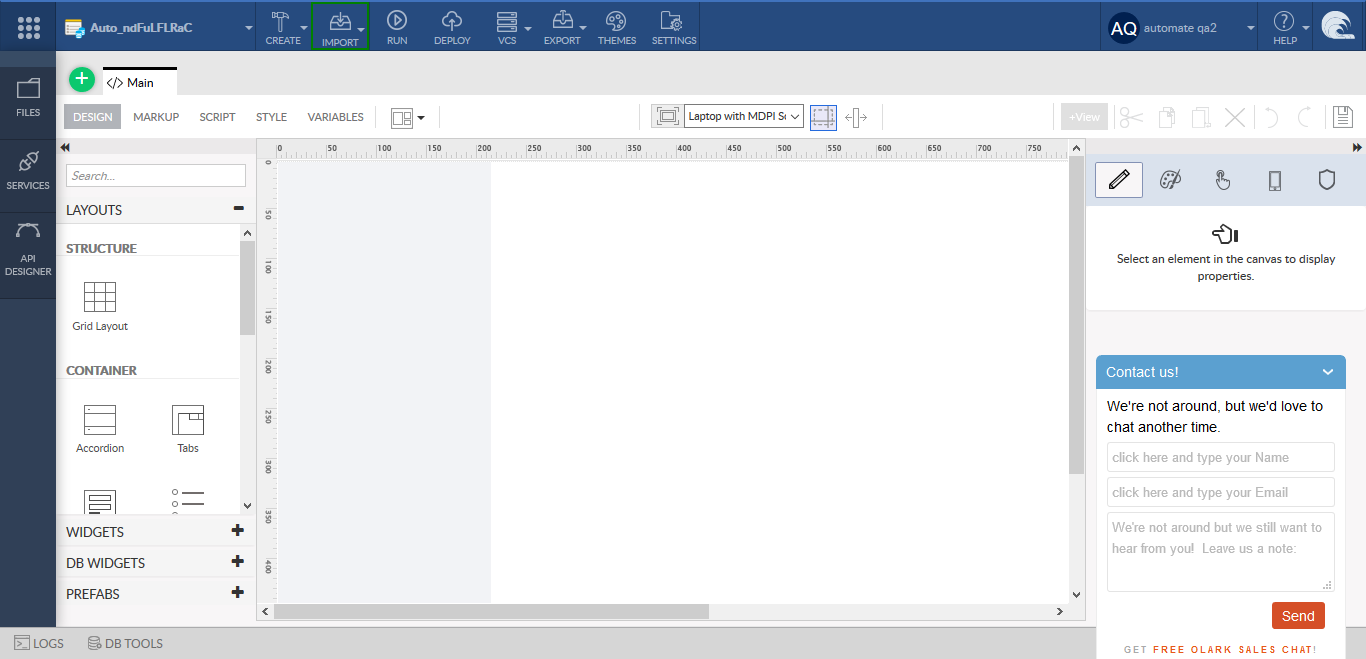 Auto_ndFuLFLRaC
CREATE
IMPORT
RUN
DEPLOY
VCS
EXPORT
THEMES
SETTINGS
AQ automate qa2
HELP
FILES
SERVICES
API
DESIGNER
+ </> Main
DESIGN MARKUP SCRIPT STYLE VARIABLES
Laptop with MDPI Sc
+View
Search...
LAYOUTS
STRUCTURE
Grid Layout
CONTAINER
Accordion
Tabs
WIDGETS
DB WIDGETS
PREFABS
0 50 100 150 200 250 300 350 400 450 500 550 600 650 700 750
0
50
100
150
200
250
300
350
400
Select an element in the canvas to display
properties.
Contact us!
We're not around, but we'd love to
chat another time.
click here and type your Name
click here and type your Email
We're not around but we still want to
hear from you! Leave us a note:
Send
GET FREE OLARK SALES CHAT!
LOGS
DB TOOLS